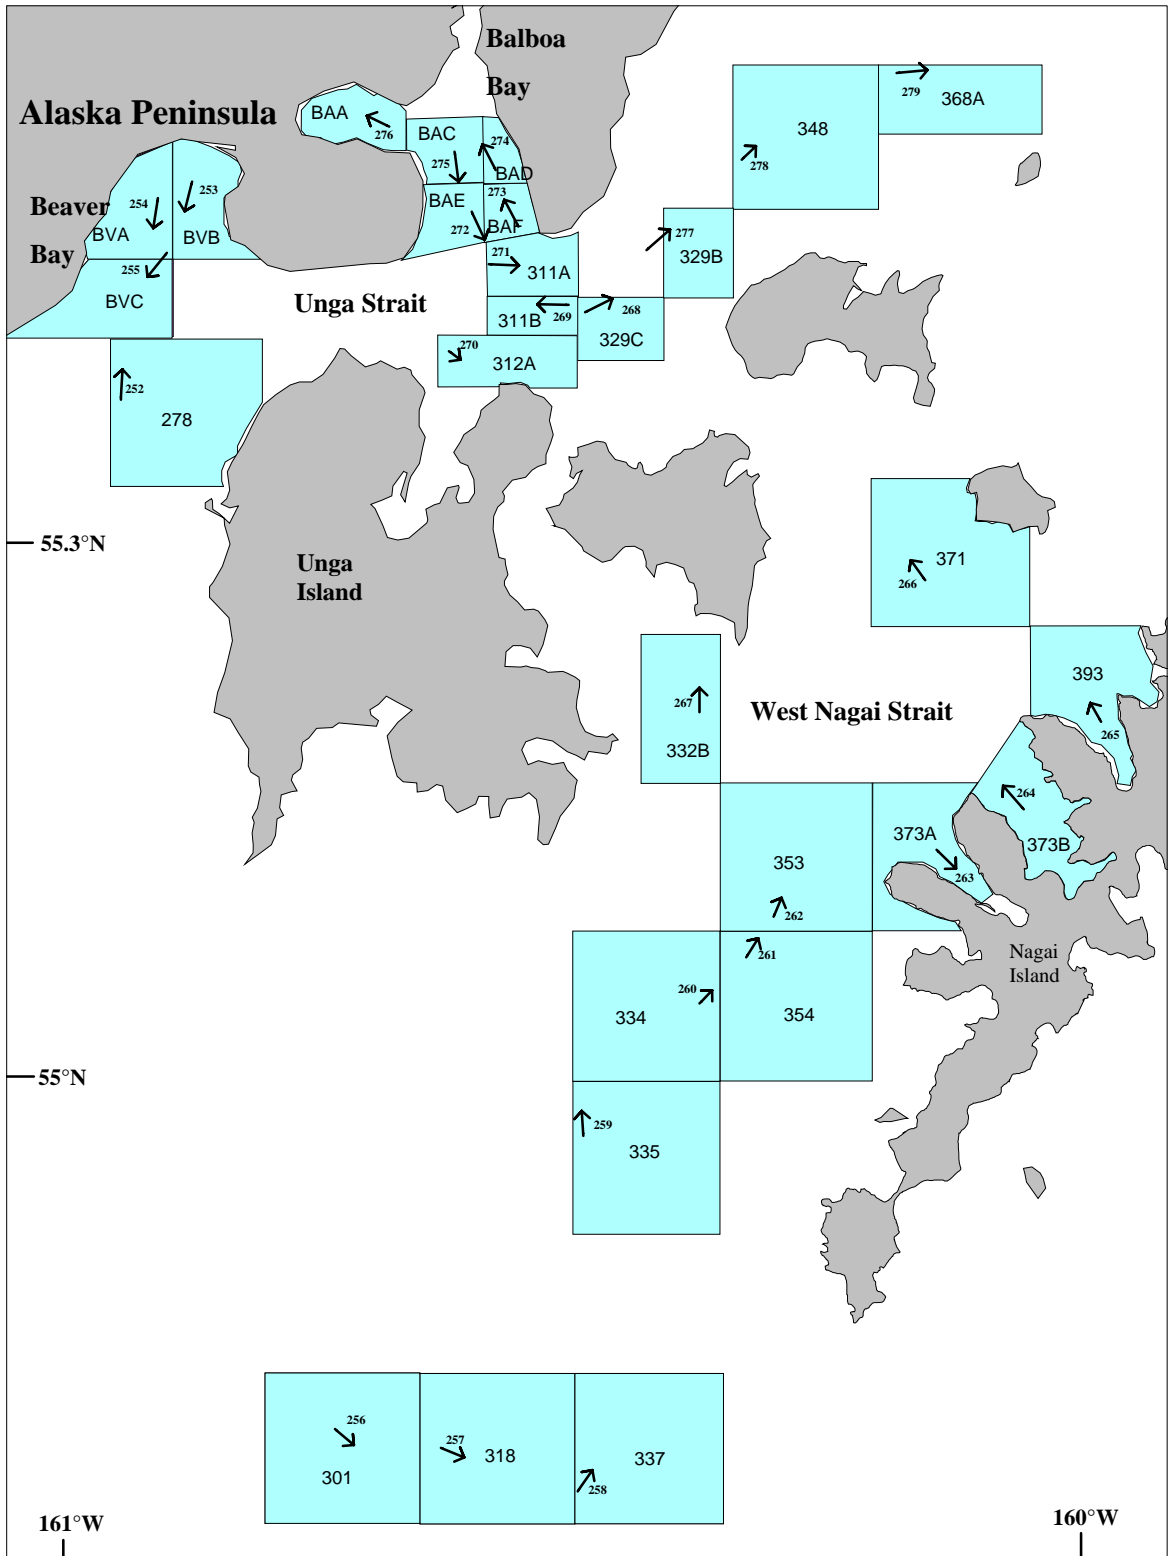 Balboa
Bay
Alaska Peninsula
BAA
276
BAC
275
274
BAD
BAE
272
273
BAF
348
278
279
368A
Beaver
Bay
254
BVA
253
BVB
255
BVC
271
311A
277
329B
Unga Strait
311B
269
268
329C
270
312A
252
278
55.3°N
Unga
Island
371
266
393
265
267
332B
West Nagai Strait
264
373B
373A
263
353
262
261
354
260
334
Nagai
Island
55°N
259
335
256
301
257
318
337
258
161°W
160°W